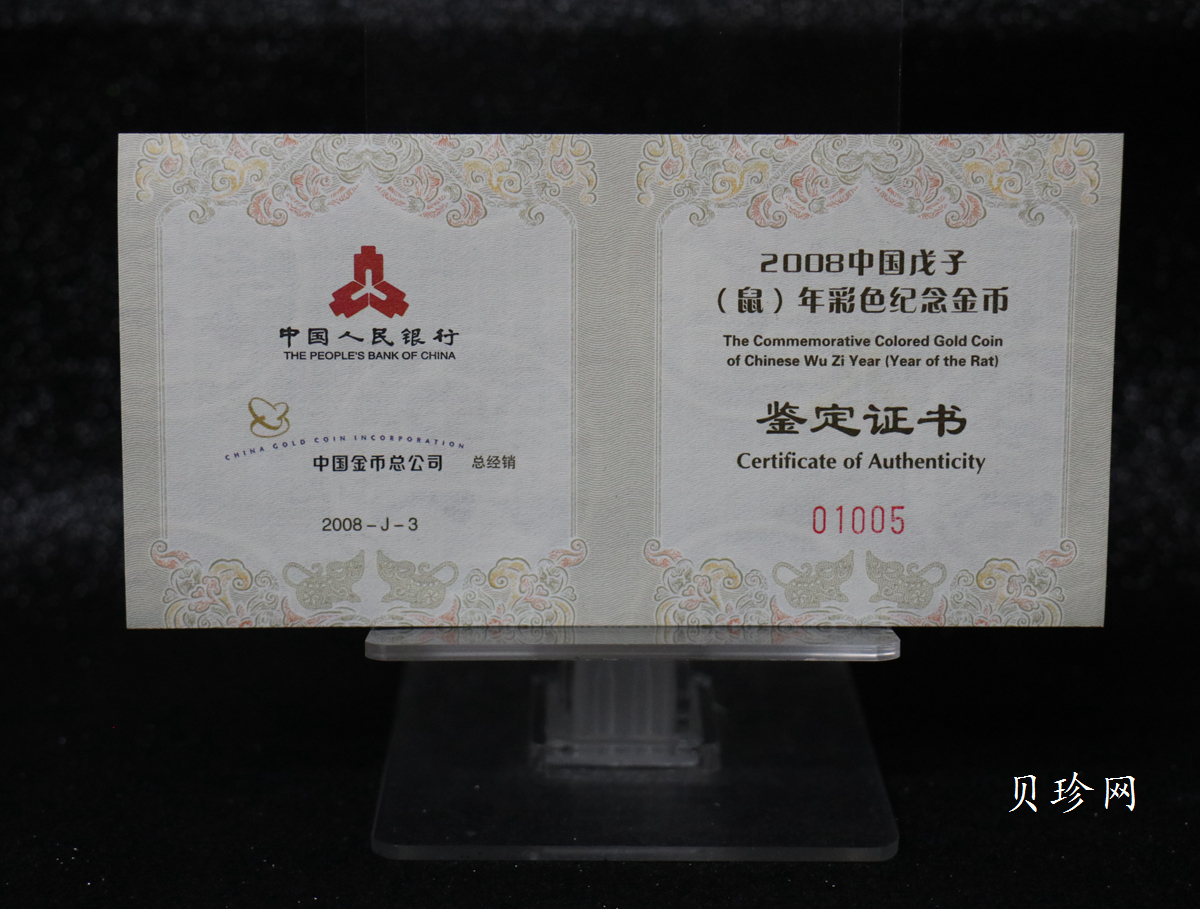 中国人民银行
THE PEOPLE'S BANK OF CHINA
CHINA GOLD COIN INCORPORATION
中国金币总公司 总经销
2008-J-3
2008中国戊子
（鼠）年彩色纪念金币
The Commemorative Colored Gold Coin
of Chinese Wu Zi Year (Year of the Rat)
鉴定证书
Certificate of Authenticity
01005
贝珍网